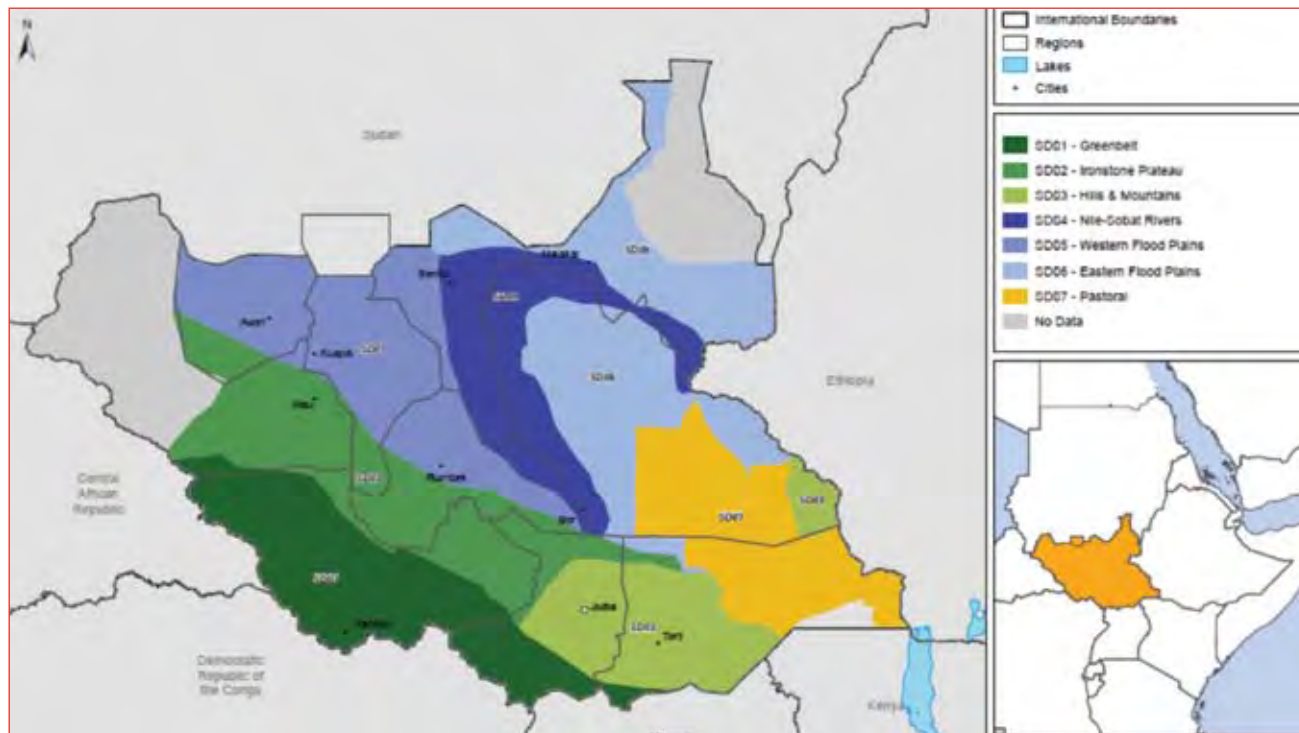 N
Sudan
Ethiopia
Central
African
Republic
Democratic
Republic of
the Congo
Kenya
Malakal
Bentiu
Aweil
Kuajok
Wau
Rumbek
Bor
Yambio
Juba
Torit
SD06
SD07
SD03
SD03
International Boundaries
Regions
Lakes
Cities
SD01 - Greenbelt
SD02 - Ironstone Plateau
SD03 - Hills & Mountains
SD04 - Nile-Sobat Rivers
SD05 - Western Flood Plains
SD06 - Eastern Flood Plains
SD07 - Pastoral
No Data